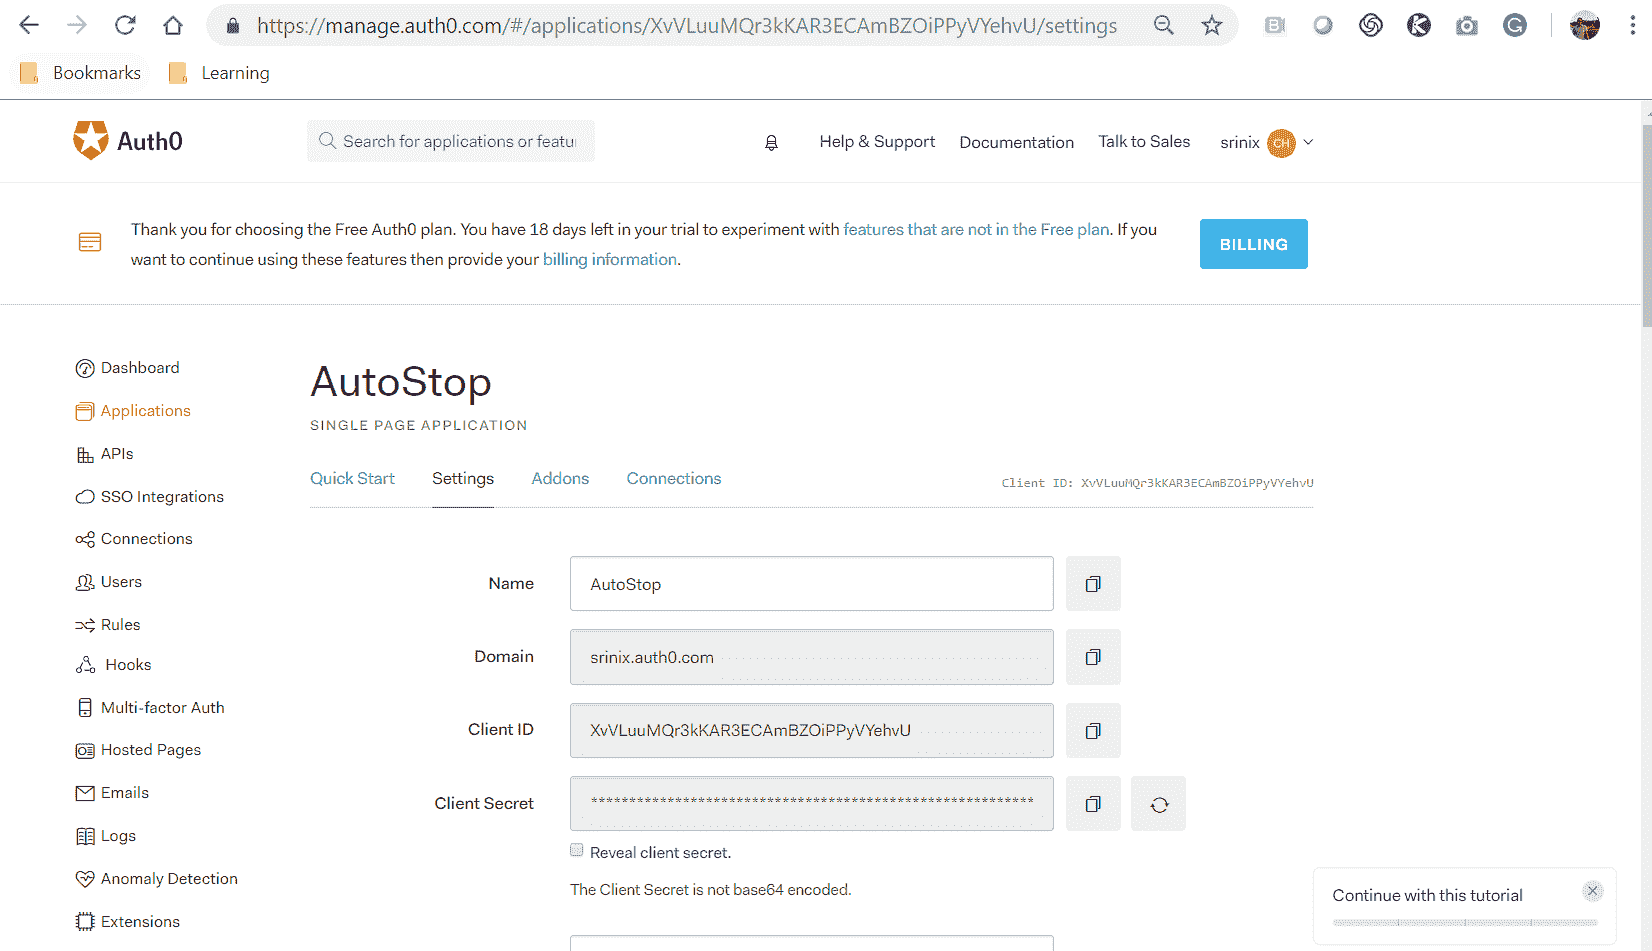 https://manage.auth0.com/#/applications/XvVLuuMQr3kKAR3ECAmBZOiPPyVYehvU/settings
Bookmarks Learning
Auth0 Search for applications or featu Help & Support Documentation Talk to Sales srinix CH
Thank you for choosing the Free Auth0 plan. You have 18 days left in your trial to experiment with features that are not in the Free plan. If you
want to continue using these features then provide your billing information.
BILLING
Dashboard
Applications
APIs
SSO Integrations
Connections
Users
Rules
Hooks
Multi-factor Auth
Hosted Pages
Emails
Logs
Anomaly Detection
Extensions
AutoStop
SINGLE PAGE APPLICATION
Quick Start Settings Addons Connections Client ID: XvVLuuMQr3kKAR3ECAmBZOiPPyVYehvU
Name AutoStop
Domain srinix.auth0.com
Client ID XvVLuuMQr3kKAR3ECAmBZOiPPyVYehvU
Client Secret ****************************************************************
Reveal client secret.
The Client Secret is not base64 encoded.
Continue with this tutorial